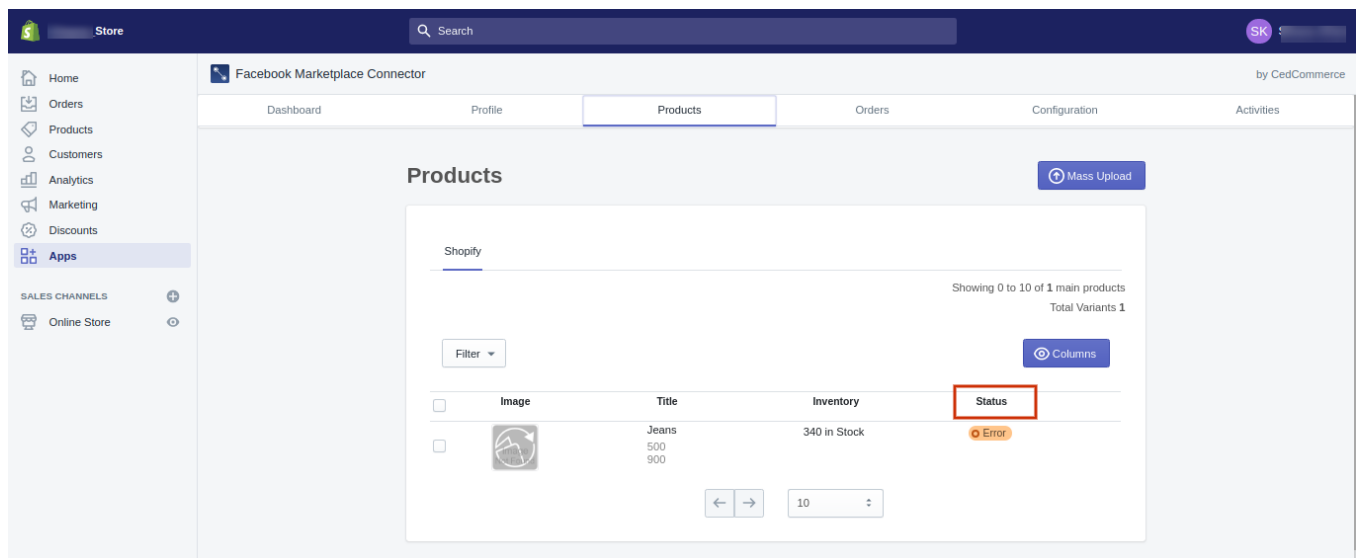 Store
Search
SK
Home
Orders
Products
Customers
Analytics
Marketing
Discounts
Apps
SALES CHANNELS
Online Store
Facebook Marketplace Connector
by CedCommerce
Dashboard
Profile
Products
Orders
Configuration
Activities
Products
Mass Upload
Shopify
Showing 0 to 10 of 1 main products
Total Variants 1
Filter
Columns
Image
Title
Inventory
Status
Jeans
500
900
340 in Stock
Error
10